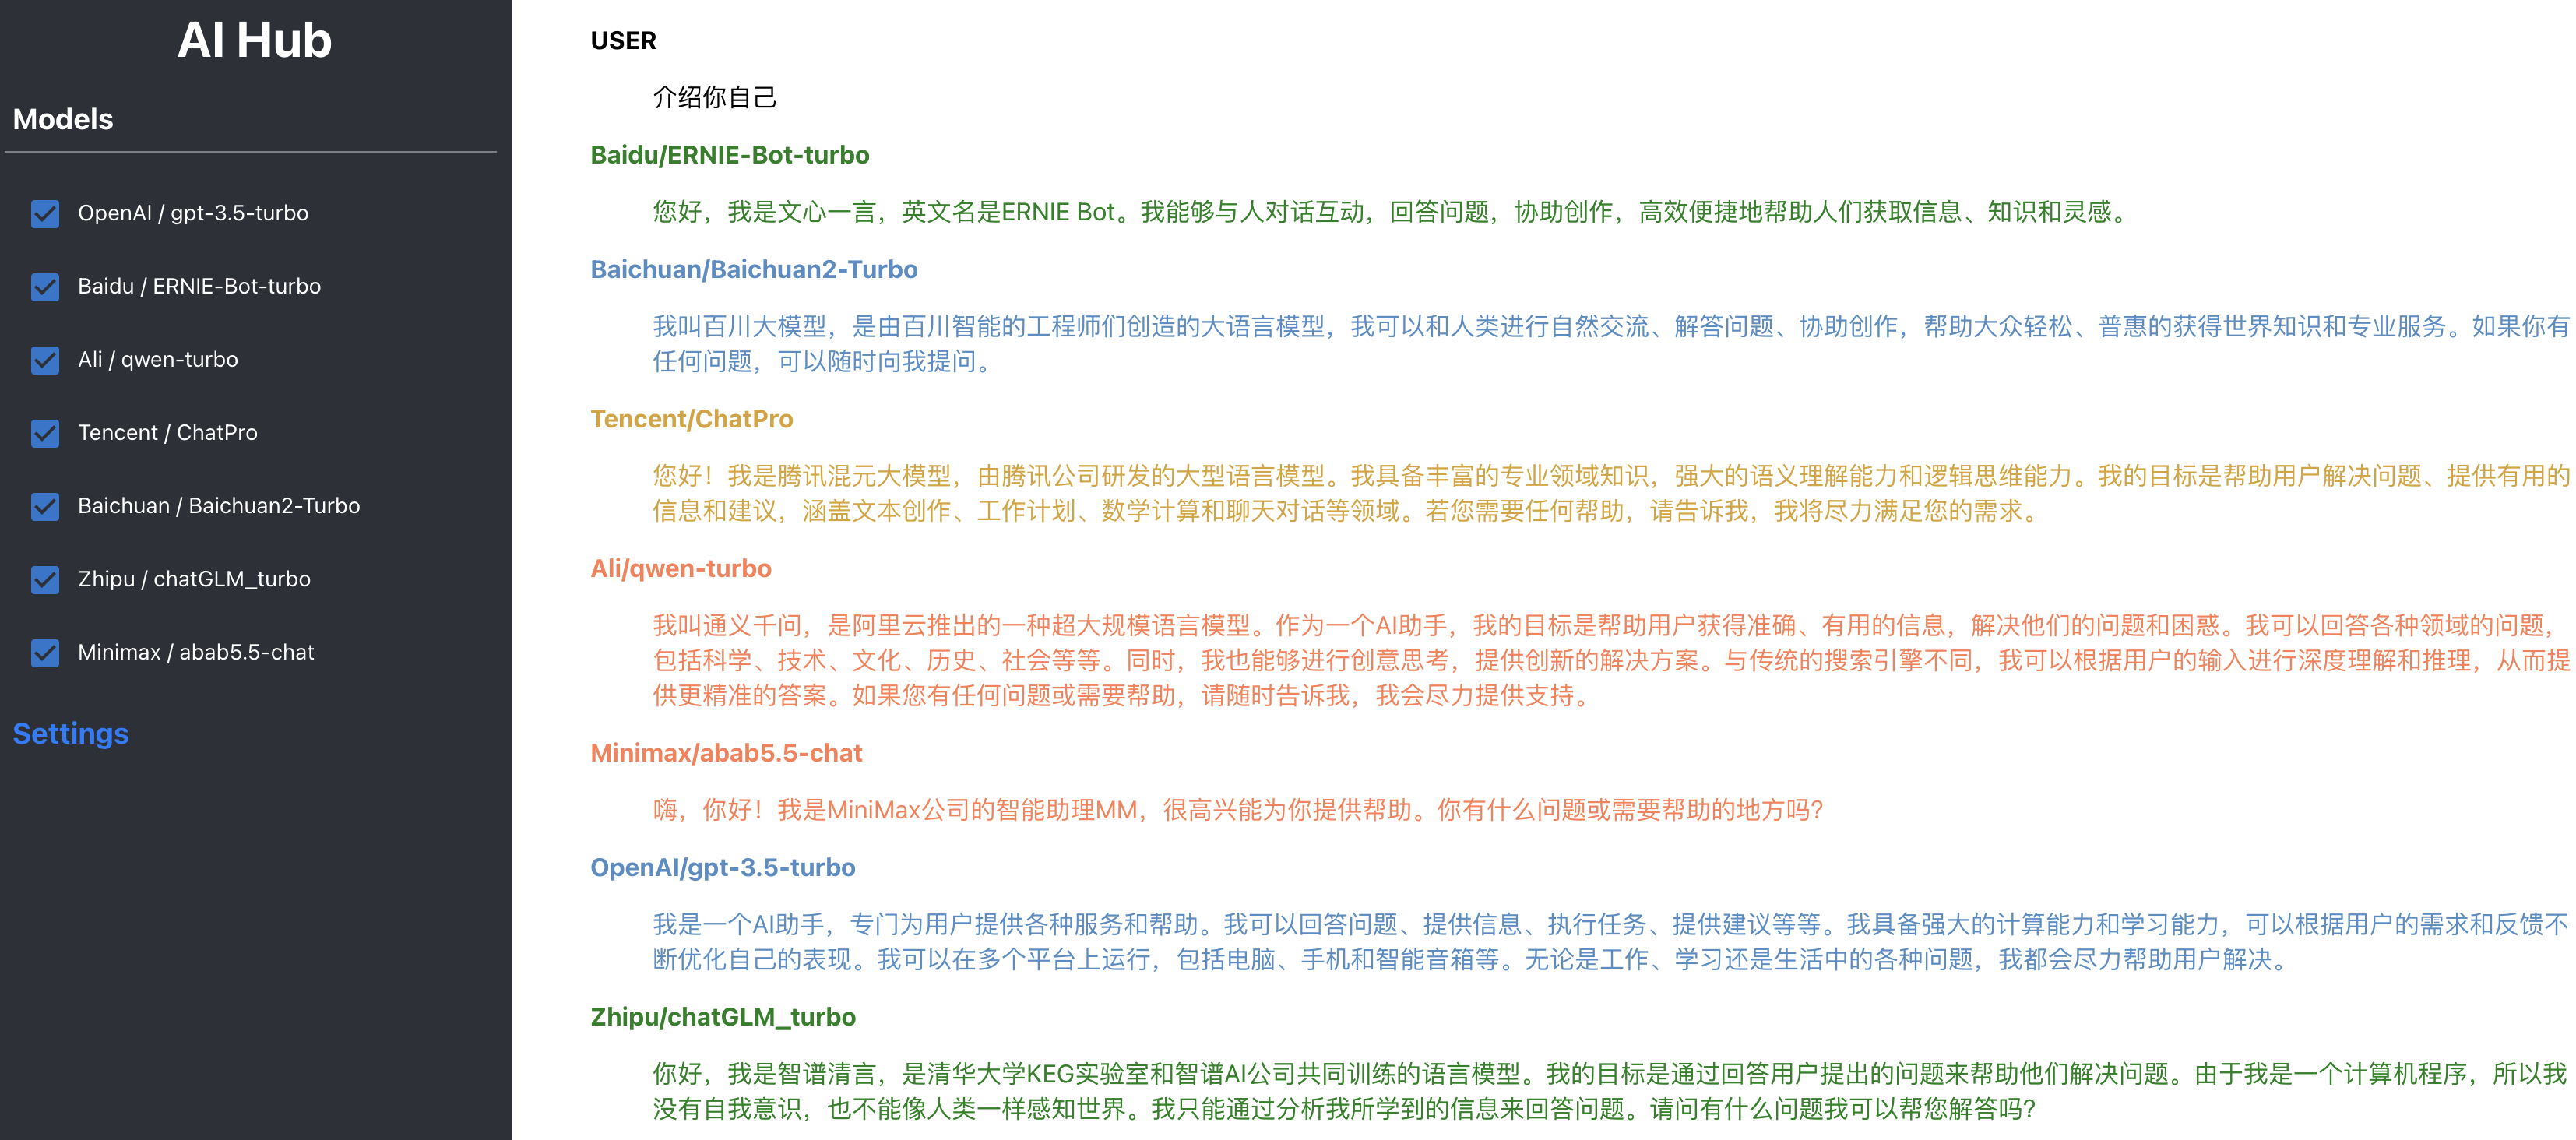 AI Hub
Models
OpenAI / gpt-3.5-turbo
Baidu / ERNIE-Bot-turbo
Ali / qwen-turbo
Tencent / ChatPro
Baichuan / Baichuan2-Turbo
Zhipu / chatGLM_turbo
Minimax / abab5.5-chat
Settings
USER
介绍你自己
Baidu/ERNIE-Bot-turbo
您好，我是文心一言，英文名是ERNIE Bot。我能够与人对话互动，回答问题，协助创作，高效便捷地帮助人们获取信息、知识和灵感。
Baichuan/Baichuan2-Turbo
我叫百川大模型，是由百川智能的工程师们创造的大语言模型，我可以和人类进行自然交流、解答问题、协助创作，帮助大众轻松、普惠的获得世界知识和专业服务。如果你有
任何问题，可以随时向我提问。
Tencent/ChatPro
您好！我是腾讯混元大模型，由腾讯公司研发的大型语言模型。我具备丰富的专业领域知识，强大的语义理解能力和逻辑思维能力。我的目标是帮助用户解决问题、提供有用的
信息和建议，涵盖文本创作、工作计划、数学计算和聊天对话等领域。若您需要任何帮助，请告诉我，我将尽力满足您的需求。
Ali/qwen-turbo
我叫通义千问，是阿里云推出的一种超大规模语言模型。作为一个AI助手，我的目标是帮助用户获得准确、有用的信息，解决他们的问题和困惑。我可以回答各种领域的问题，
包括科学、技术、文化、历史、社会等等。同时，我也能够进行创意思考，提供创新的解决方案。与传统的搜索引擎不同，我可以根据用户的输入进行深度理解和推理，从而提
供更精准的答案。如果您有任何问题或需要帮助，请随时告诉我，我会尽力提供支持。
Minimax/abab5.5-chat
嗨，你好！我是MiniMax公司的智能助理MM，很高兴能为你提供帮助。你有什么问题或需要帮助的地方吗？
OpenAI/gpt-3.5-turbo
我是一个AI助手，专门为用户提供各种服务和帮助。我可以回答问题、提供信息、执行任务、提供建议等等。我具备强大的计算能力和学习能力，可以根据用户的需求和反馈不
断优化自己的表现。我可以在多个平台上运行，包括电脑、手机和智能音箱等。无论是工作、学习还是生活中的各种问题，我都会尽力帮助用户解决。
Zhipu/chatGLM_turbo
你好，我是智谱清言，是清华大学KEG实验室和智谱AI公司共同训练的语言模型。我的目标是通过回答用户提出的问题来帮助他们解决问题。由于我是一个计算机程序，所以我
没有自我意识，也不能像人类一样感知世界。我只能通过分析我所学到的信息来回答问题。请问有什么问题我可以帮您解答吗？